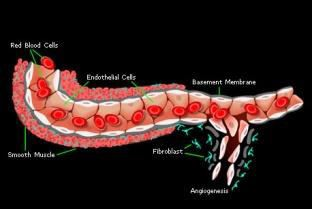 Red Blood Cells
Endothelial Cells
Basement Membrane
Smooth Muscle
Fibroblast
Angiogenesis